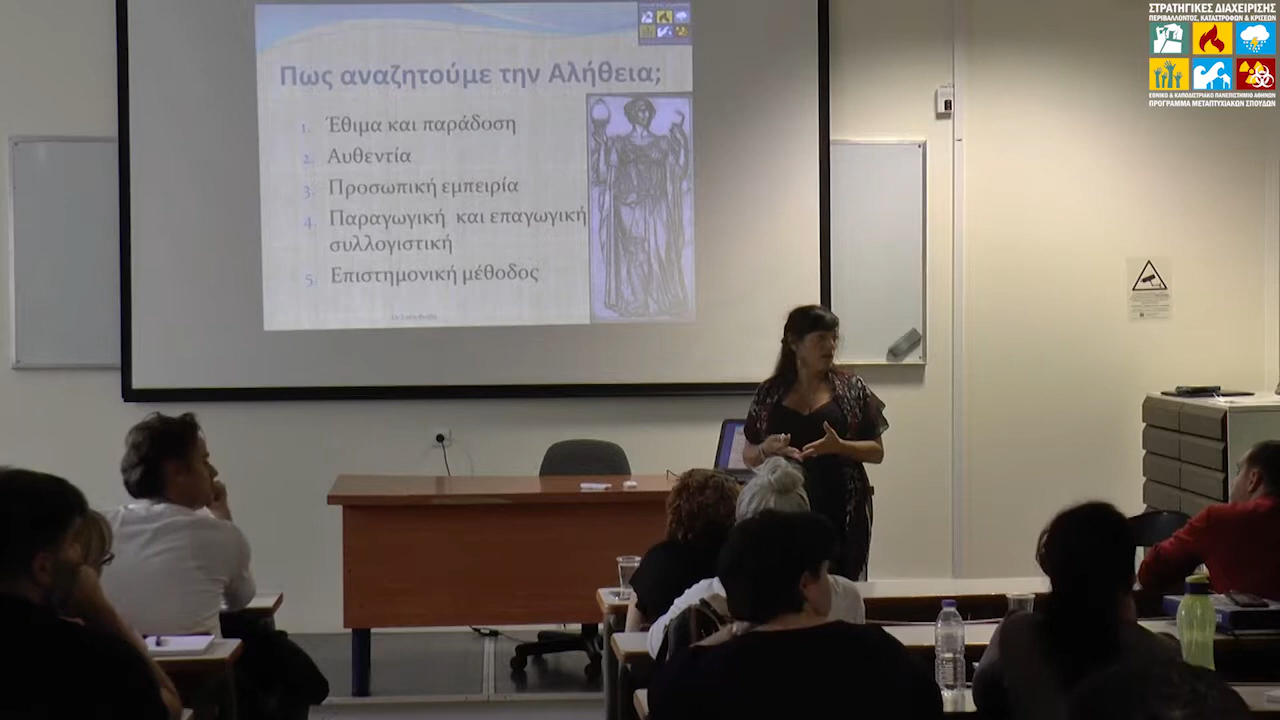 ΣΤΡΑΤΗΓΙΚΕΣ ΔΙΑΧΕΙΡΙΣΗΣ
ΠΕΡΙΒΑΛΛΟΝΤΟΣ, ΚΑΤΑΣΤΡΟΦΩΝ & ΚΡΙΣΕΩΝ
ΕΘΝΙΚΟ & ΚΑΠΟΔΙΣΤΡΙΑΚΟ ΠΑΝΕΠΙΣΤΗΜΙΟ ΑΘΗΝΩΝ
ΠΡΟΓΡΑΜΜΑ ΜΕΤΑΠΤΥΧΙΑΚΩΝ ΣΠΟΥΔΩΝ
Πως αναζητούμε την Αλήθεια;
1. Έθιμα και παράδοση
2. Αυθεντία
3. Προσωπική εμπειρία
4. Παραγωγική και επαγωγική
συλλογιστική
5. Επιστημονική μέθοδος